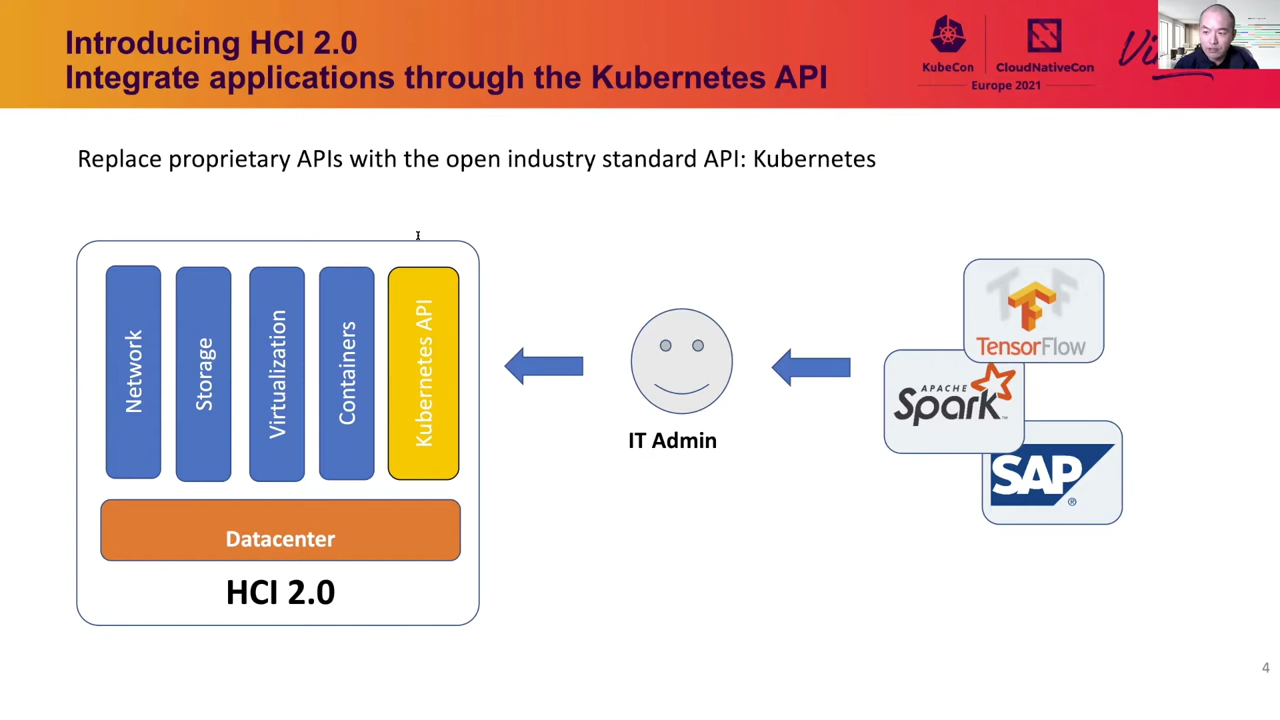 Introducing HCI 2.0
Integrate applications through the Kubernetes API
KubeCon
CloudNativeCon
Europe 2021
Replace proprietary APIs with the open industry standard API: Kubernetes
Network
Storage
Virtualization
Containers
Kubernetes API
Datacenter
HCI 2.0
IT Admin
TensorFlow
APACHE
Spark™
SAP®
4